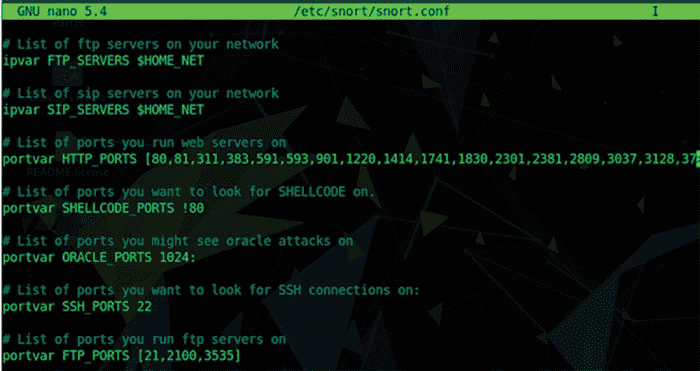 GNU nano 5.4 /etc/snort/snort.conf
# List of ftp servers on your network
ipvar FTP_SERVERS $HOME_NET
# List of sip servers on your network
ipvar SIP_SERVERS $HOME_NET
# List of ports you run web servers on
portvar HTTP_PORTS [80,81,311,383,591,593,901,1220,1414,1741,1830,2301,2381,2809,3037,3128,37
README.license
# List of ports you want to look for SHELLCODE on.
portvar SHELLCODE_PORTS !80
# List of ports you might see oracle attacks on
portvar ORACLE_PORTS 1024:
# List of ports you want to look for SSH connections on:
portvar SSH_PORTS 22
# List of ports you run ftp servers on
portvar FTP_PORTS [21,2100,3535]